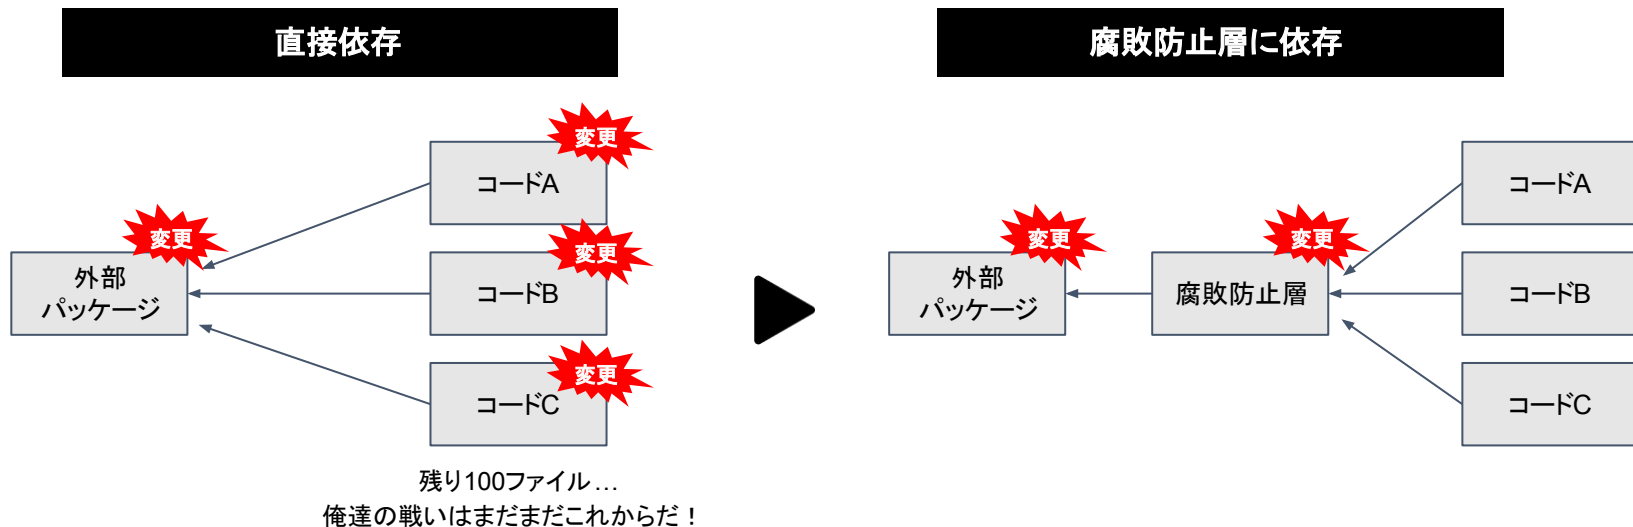 直接依存
変更
コードA
変更
外部
パッケージ
変更
コードB
変更
コードC
残り100ファイル…
俺達の戦いはまだまだこれからだ！
腐敗防止層に依存
変更
外部
パッケージ
変更
腐敗防止層
コードA
コードB
コードC